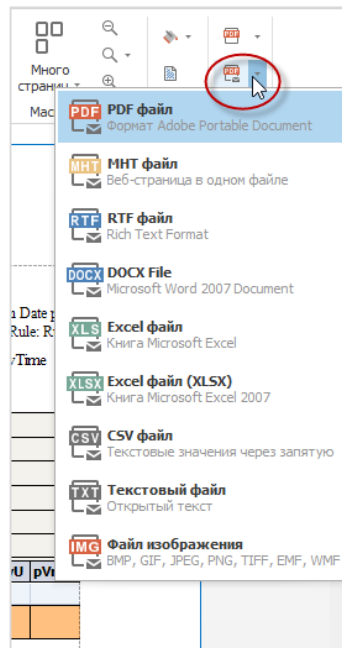 PDF
Много
страниц
PDF
Мас
PDF
PDF файл
Формат Adobe Portable Document
MHT
MHT файл
Веб-страница в одном файле
RTF
RTF файл
Rich Text Format
DOCX
DOCX File
Microsoft Word 2007 Document
n Date p
XLS
Excel файл
Rule: R
Книга Microsoft Excel
Time
XLSX
Excel файл (XLSX)
Книга Microsoft Excel 2007
CSV
CSV файл
Текстовые значения через запятую
TXT
Текстовый файл
Открытый текст
IMG
Файл изображения
BMP, GIF, JPEG, PNG, TIFF, EMF, WMF
U pV